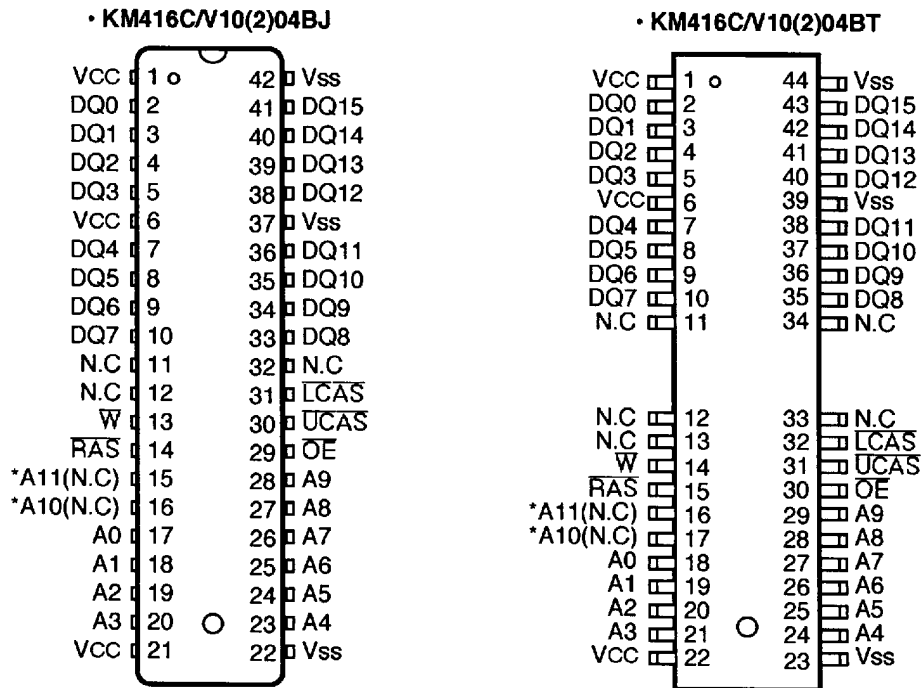 • KM416C/V10(2)04BJ
VCC 1 42 Vss
DQ0 2 41 DQ15
DQ1 3 40 DQ14
DQ2 4 39 DQ13
DQ3 5 38 DQ12
VCC 6 37 Vss
DQ4 7 36 DQ11
DQ5 8 35 DQ10
DQ6 9 34 DQ9
DQ7 10 33 DQ8
N.C 11 32 N.C
N.C 12 31 L̅C̅A̅S̅
W̅ 13 30 U̅C̅A̅S̅
R̅A̅S̅ 14 29 O̅E̅
*A11(N.C) 15 28 A9
*A10(N.C) 16 27 A8
A0 17 26 A7
A1 18 25 A6
A2 19 24 A5
A3 20 23 A4
VCC 21 22 Vss
• KM416C/V10(2)04BT
VCC 1 44 Vss
DQ0 2 43 DQ15
DQ1 3 42 DQ14
DQ2 4 41 DQ13
DQ3 5 40 DQ12
VCC 6 39 Vss
DQ4 7 38 DQ11
DQ5 8 37 DQ10
DQ6 9 36 DQ9
DQ7 10 35 DQ8
N.C 11 34 N.C
N.C 12 33 N.C
N.C 13 32 L̅C̅A̅S̅
W̅ 14 31 U̅C̅A̅S̅
R̅A̅S̅ 15 30 O̅E̅
*A11(N.C) 16 29 A9
*A10(N.C) 17 28 A8
A0 18 27 A7
A1 19 26 A6
A2 20 25 A5
A3 21 24 A4
VCC 22 23 Vss